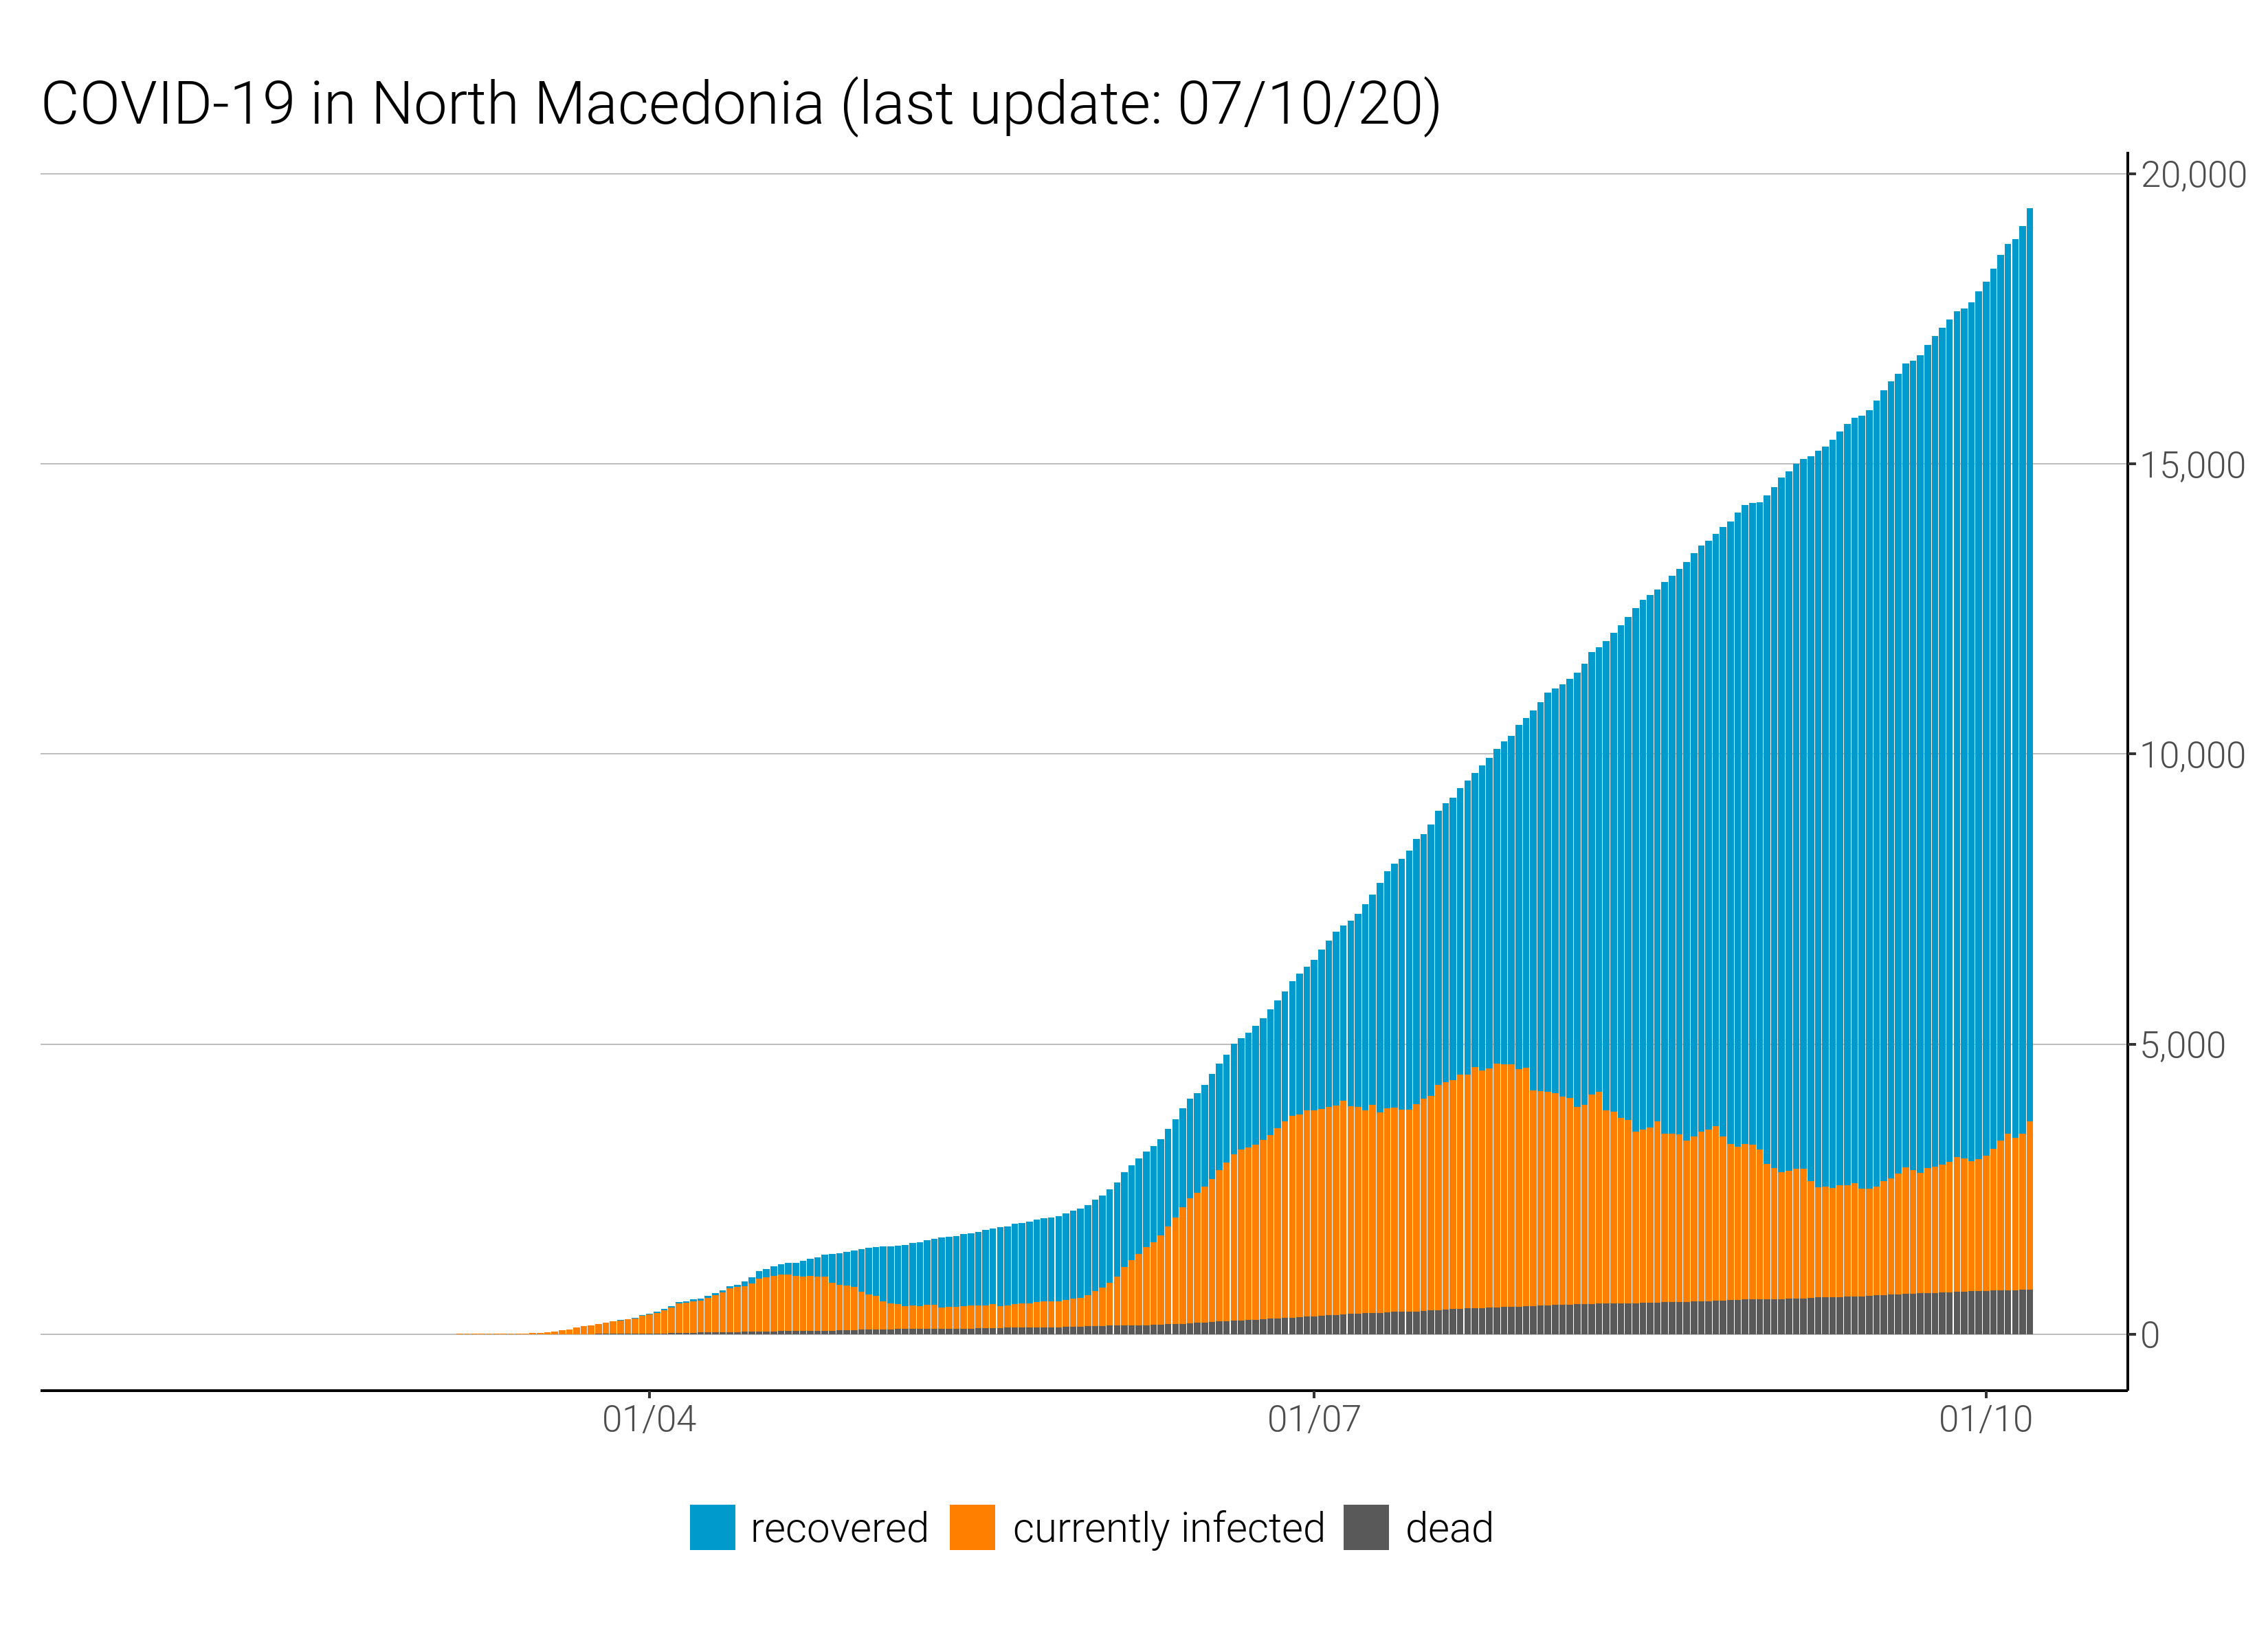 COVID-19 in North Macedonia (last update: 07/10/20)
20,000
15,000
10,000
5,000
0
01/04 01/07 01/10
recovered currently infected dead